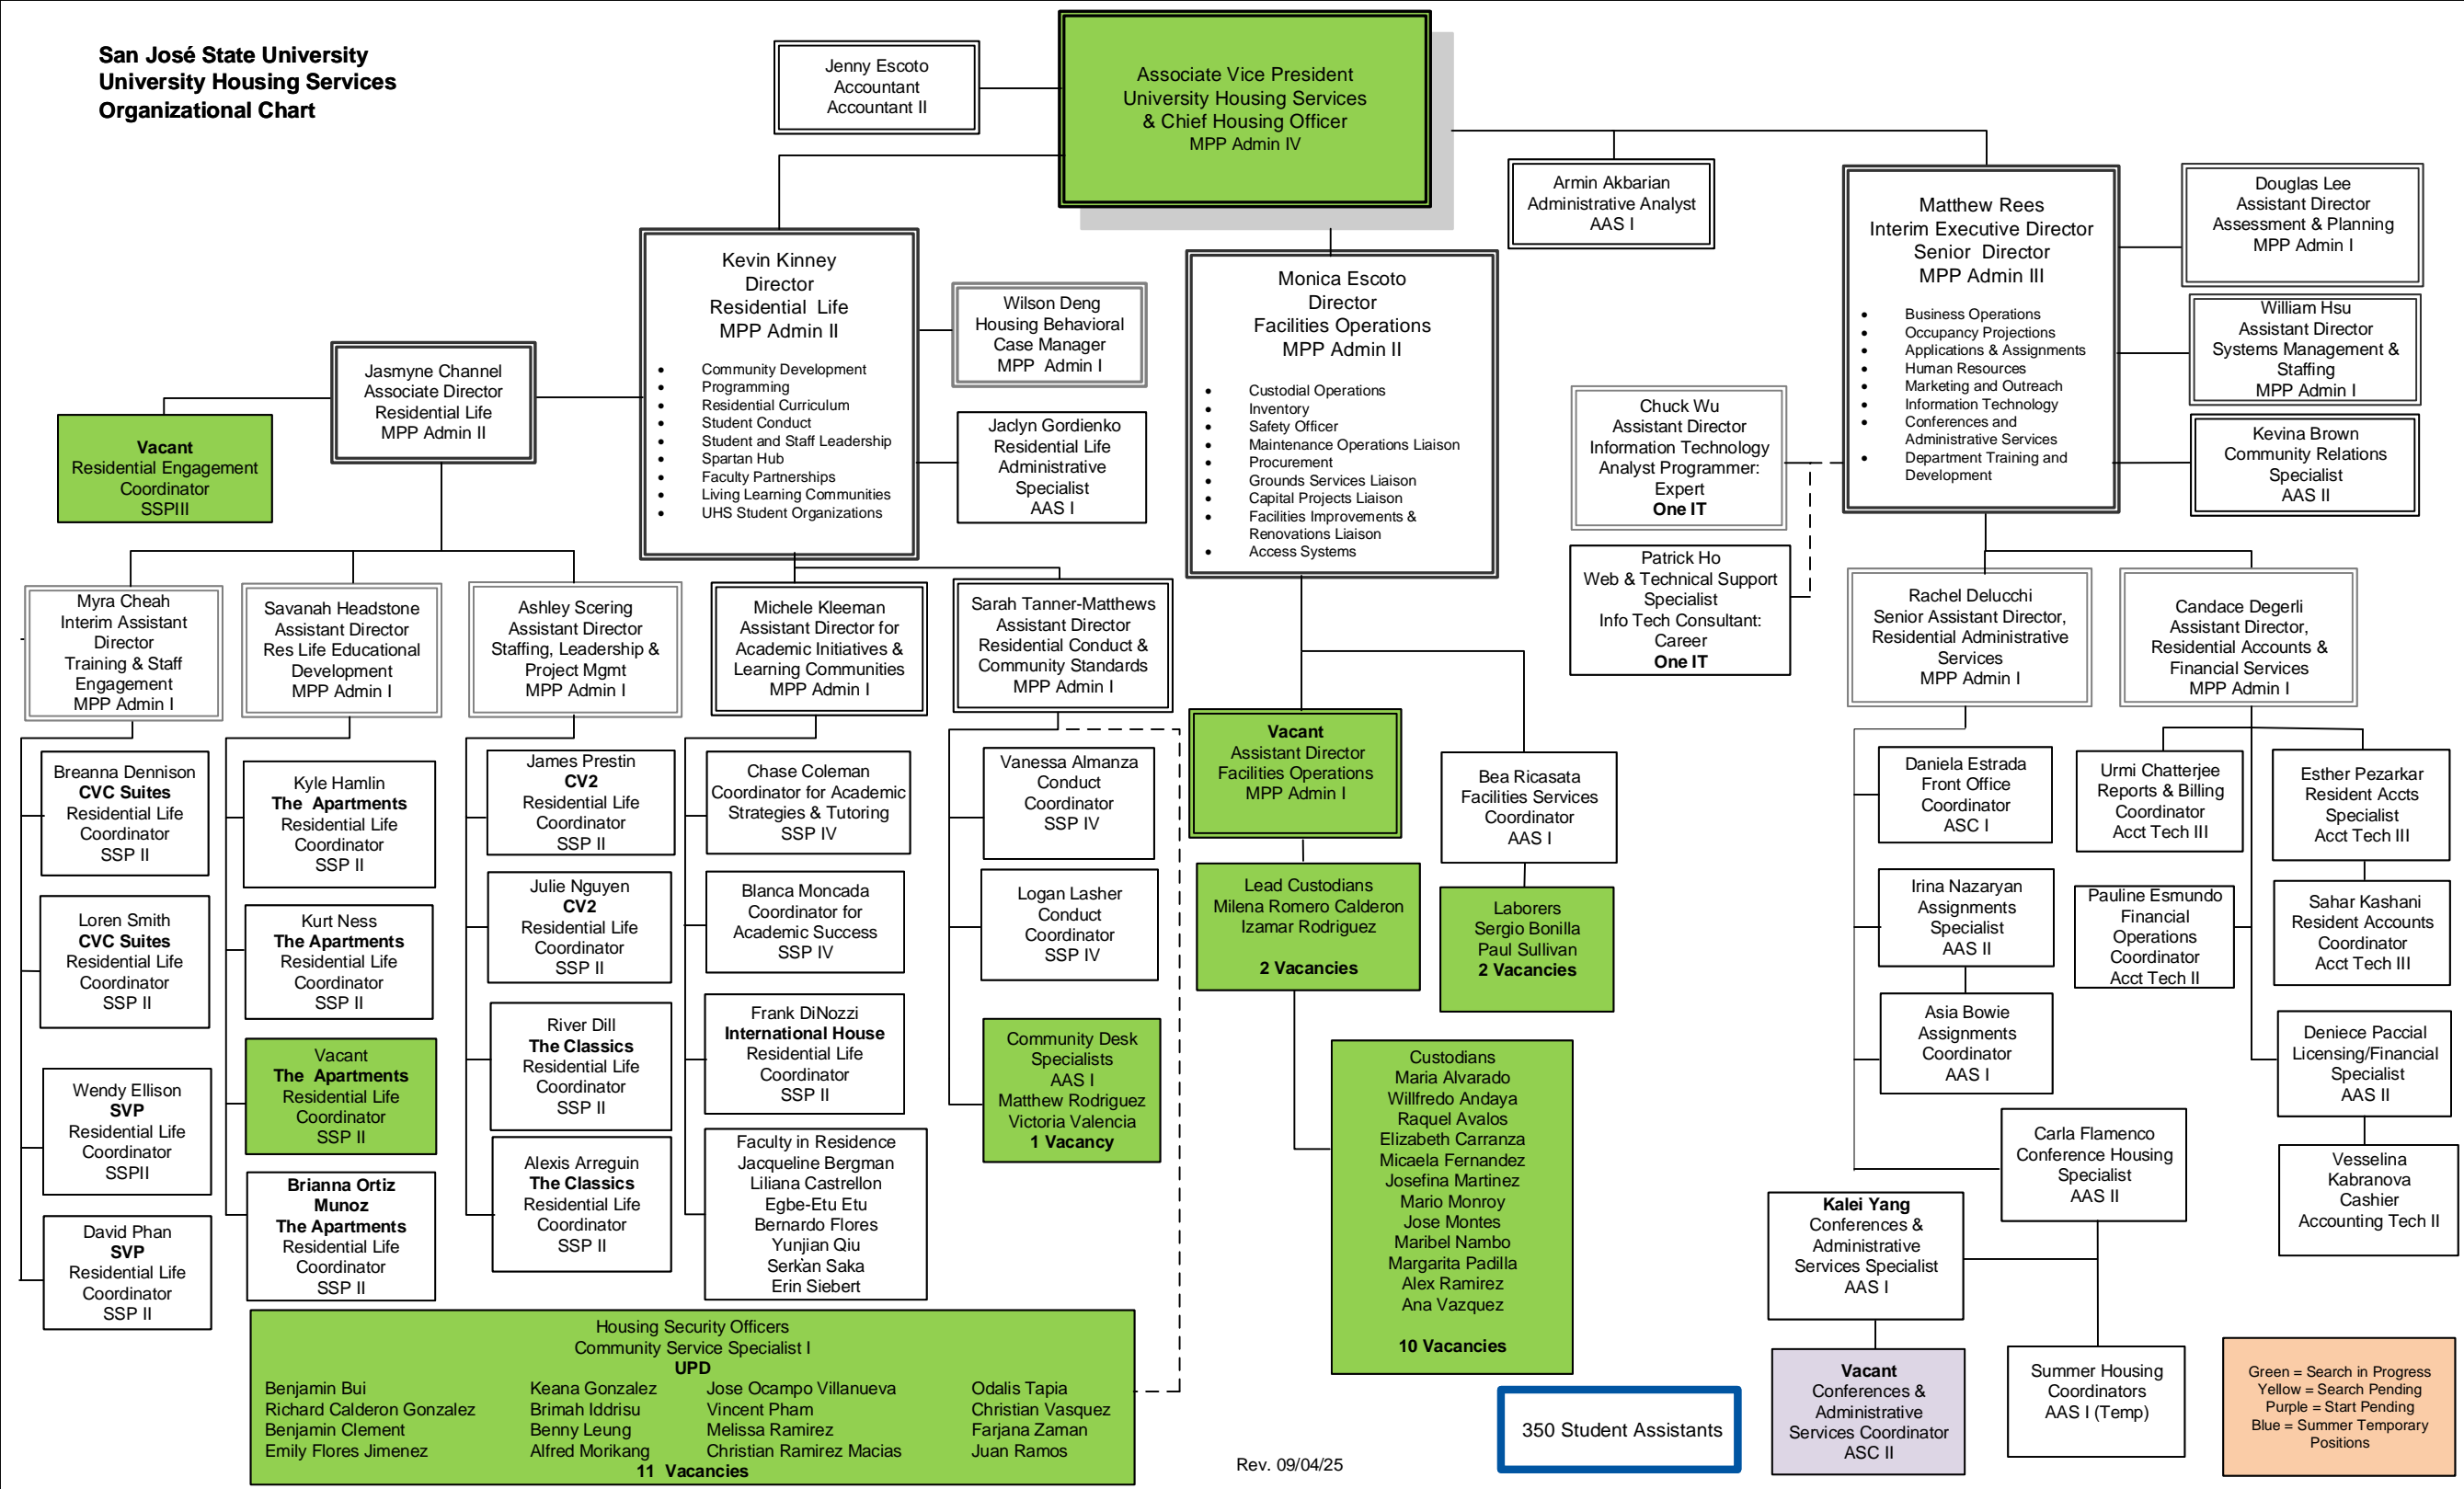 San José State University
University Housing Services
Organizational Chart
Jenny Escoto
Accountant
Accountant II
Associate Vice President
University Housing Services
& Chief Housing Officer
MPP Admin IV
Armin Akbarian
Administrative Analyst
AAS I
Kevin Kinney
Director
Residential Life
MPP Admin II
• Community Development
• Programming
• Residential Curriculum
• Student Conduct
• Student and Staff Leadership
• Spartan Hub
• Faculty Partnerships
• Living Learning Communities
• UHS Student Organizations
Wilson Deng
Housing Behavioral
Case Manager
MPP Admin I
Jaclyn Gordienko
Residential Life
Administrative
Specialist
AAS I
Jasmyne Channel
Associate Director
Residential Life
MPP Admin II
Vacant
Residential Engagement
Coordinator
SSPIII
Monica Escoto
Director
Facilities Operations
MPP Admin II
• Custodial Operations
• Inventory
• Safety Officer
• Maintenance Operations Liaison
• Procurement
• Grounds Services Liaison
• Capital Projects Liaison
• Facilities Improvements &
Renovations Liaison
• Access Systems
Matthew Rees
Interim Executive Director
Senior Director
MPP Admin III
• Business Operations
• Occupancy Projections
• Applications & Assignments
• Human Resources
• Marketing and Outreach
• Information Technology
• Conferences and
Administrative Services
• Department Training and
Development
Douglas Lee
Assistant Director
Assessment & Planning
MPP Admin I
William Hsu
Assistant Director
Systems Management &
Staffing
MPP Admin I
Kevina Brown
Community Relations
Specialist
AAS II
Chuck Wu
Assistant Director
Information Technology
Analyst Programmer:
Expert
One IT
Patrick Ho
Web & Technical Support
Specialist
Info Tech Consultant:
Career
One IT
Myra Cheah
Interim Assistant
Director
Training & Staff
Engagement
MPP Admin I
Savanah Headstone
Assistant Director
Res Life Educational
Development
MPP Admin I
Ashley Scering
Assistant Director
Staffing, Leadership &
Project Mgmt
MPP Admin I
Michele Kleeman
Assistant Director for
Academic Initiatives &
Learning Communities
MPP Admin I
Sarah Tanner-Matthews
Assistant Director
Residential Conduct &
Community Standards
MPP Admin I
Rachel Delucchi
Senior Assistant Director,
Residential Administrative
Services
MPP Admin I
Candace Degerli
Assistant Director,
Residential Accounts &
Financial Services
MPP Admin I
Breanna Dennison
CVC Suites
Residential Life
Coordinator
SSP II
Loren Smith
CVC Suites
Residential Life
Coordinator
SSP II
Wendy Ellison
SVP
Residential Life
Coordinator
SSPII
David Phan
SVP
Residential Life
Coordinator
SSP II
Kyle Hamlin
The Apartments
Residential Life
Coordinator
SSP II
Kurt Ness
The Apartments
Residential Life
Coordinator
SSP II
Vacant
The Apartments
Residential Life
Coordinator
SSP II
Brianna Ortiz
Munoz
The Apartments
Residential Life
Coordinator
SSP II
James Prestin
CV2
Residential Life
Coordinator
SSP II
Julie Nguyen
CV2
Residential Life
Coordinator
SSP II
River Dill
The Classics
Residential Life
Coordinator
SSP II
Alexis Arreguin
The Classics
Residential Life
Coordinator
SSP II
Chase Coleman
Coordinator for Academic
Strategies & Tutoring
SSP IV
Blanca Moncada
Coordinator for
Academic Success
SSP IV
Frank DiNozzi
International House
Residential Life
Coordinator
SSP II
Faculty in Residence
Jacqueline Bergman
Liliana Castrellon
Egbe-Etu Etu
Bernardo Flores
Yunjian Qiu
Serkan Saka
Erin Siebert
Vanessa Almanza
Conduct
Coordinator
SSP IV
Logan Lasher
Conduct
Coordinator
SSP IV
Community Desk
Specialists
AAS I
Matthew Rodriguez
Victoria Valencia
1 Vacancy
Vacant
Assistant Director
Facilities Operations
MPP Admin I
Lead Custodians
Milena Romero Calderon
Izamar Rodriguez
2 Vacancies
Bea Ricasata
Facilities Services
Coordinator
AAS I
Laborers
Sergio Bonilla
Paul Sullivan
2 Vacancies
Custodians
Maria Alvarado
Willfredo Andaya
Raquel Avalos
Elizabeth Carranza
Micaela Fernandez
Josefina Martinez
Mario Monroy
Jose Montes
Maribel Nambo
Margarita Padilla
Alex Ramirez
Ana Vazquez
10 Vacancies
Daniela Estrada
Front Office
Coordinator
ASC I
Irina Nazaryan
Assignments
Specialist
AAS II
Asia Bowie
Assignments
Coordinator
AAS I
Carla Flamenco
Conference Housing
Specialist
AAS II
Kalei Yang
Conferences &
Administrative
Services Specialist
AAS I
Vacant
Conferences &
Administrative
Services Coordinator
ASC II
Summer Housing
Coordinators
AAS I (Temp)
Urmi Chatterjee
Reports & Billing
Coordinator
Acct Tech III
Pauline Esmundo
Financial
Operations
Coordinator
Acct Tech II
Esther Pezarkar
Resident Accts
Specialist
Acct Tech III
Sahar Kashani
Resident Accounts
Coordinator
Acct Tech III
Deniece Paccial
Licensing/Financial
Specialist
AAS II
Vesselina
Kabranova
Cashier
Accounting Tech II
Housing Security Officers
Community Service Specialist I
UPD
Benjamin Bui Keana Gonzalez Jose Ocampo Villanueva Odalis Tapia
Richard Calderon Gonzalez Brimah Iddrisu Vincent Pham Christian Vasquez
Benjamin Clement Benny Leung Melissa Ramirez Farjana Zaman
Emily Flores Jimenez Alfred Morikang Christian Ramirez Macias Juan Ramos
11 Vacancies
Rev. 09/04/25
350 Student Assistants
Green = Search in Progress
Yellow = Search Pending
Purple = Start Pending
Blue = Summer Temporary
Positions